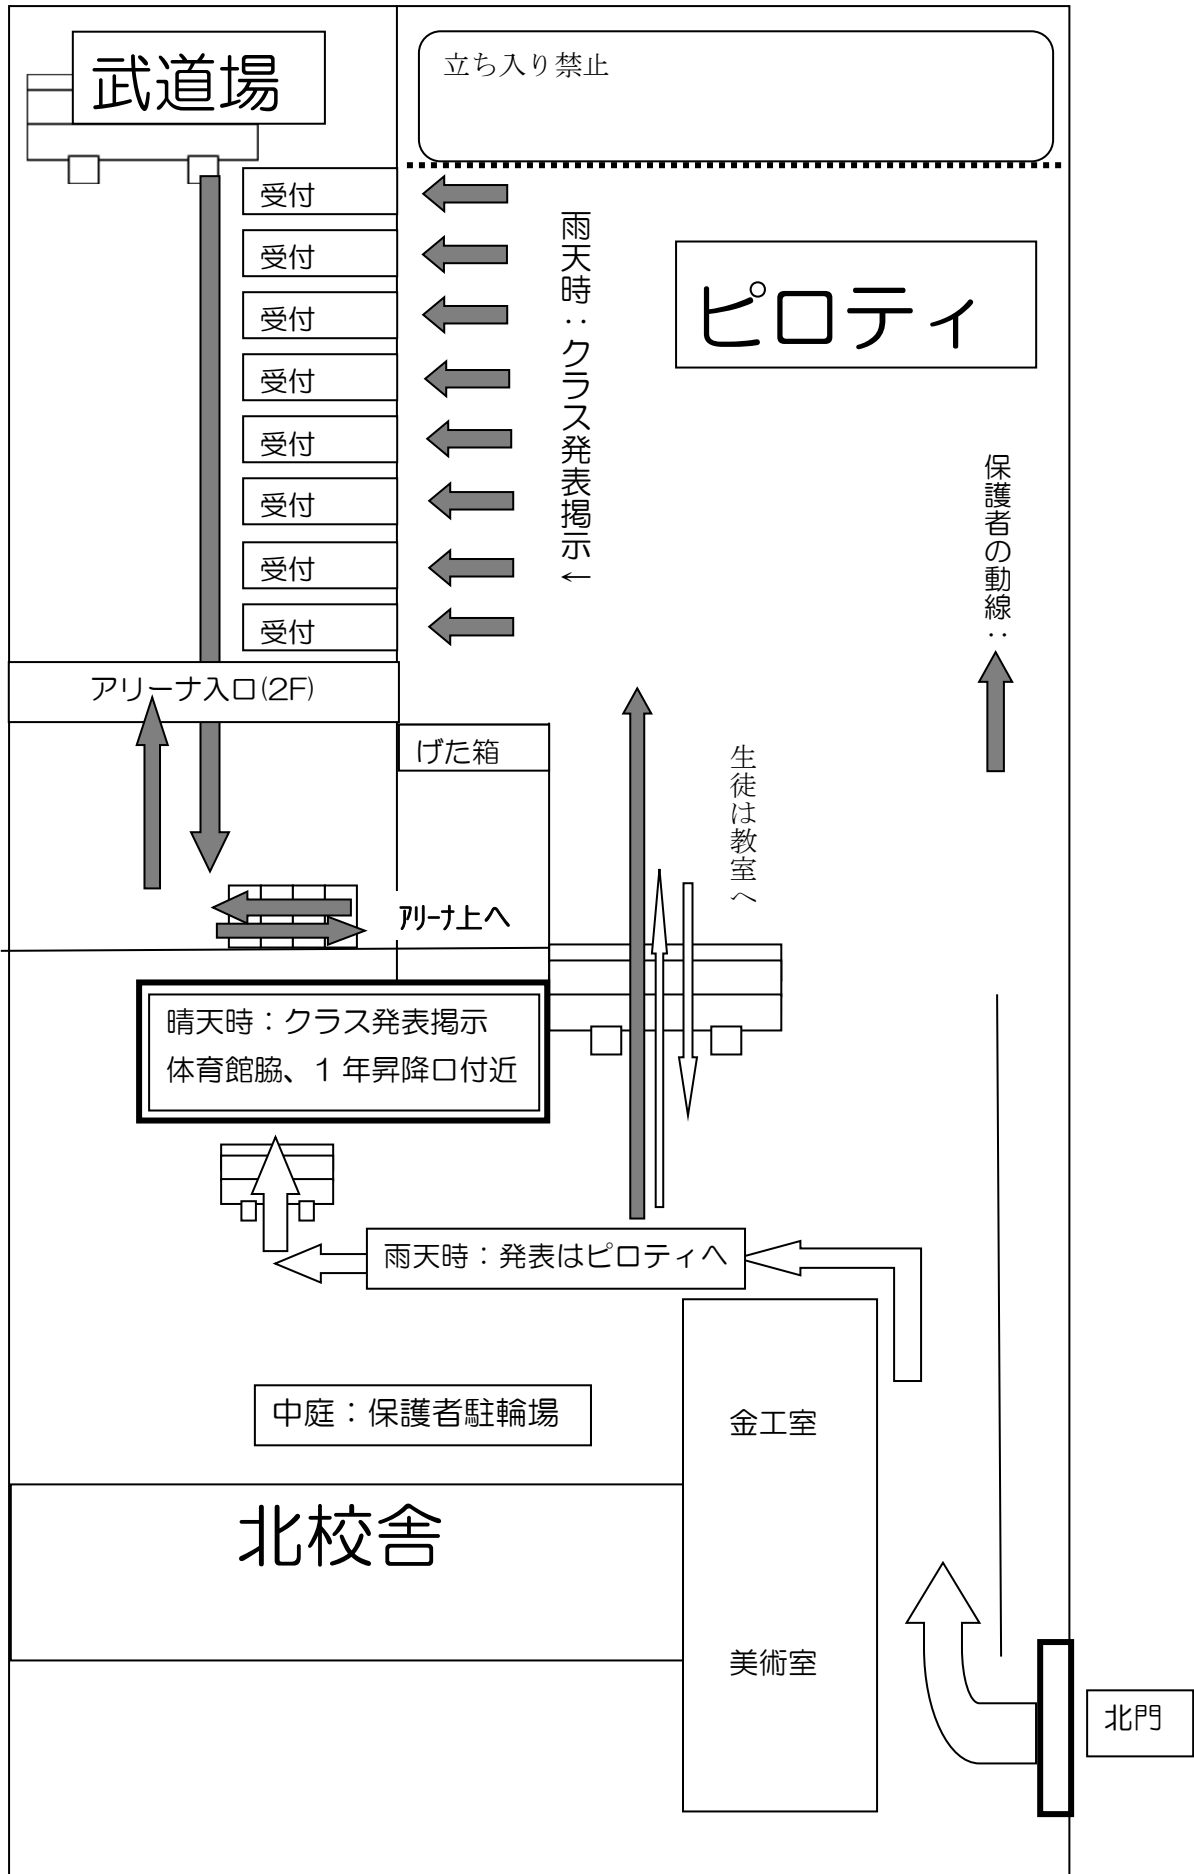 武道場
立ち入り禁止
受付
受付
受付
受付
受付
受付
受付
受付
雨天時：クラス発表掲示←
ピロティ
保護者の動線：
アリーナ入口(2F)
げた箱
生徒は教室へ
ｱﾘｰﾅ上へ
晴天時：クラス発表掲示
体育館脇、1 年昇降口付近
雨天時：発表はピロティへ
中庭：保護者駐輪場
金工室
北校舎
美術室
北門